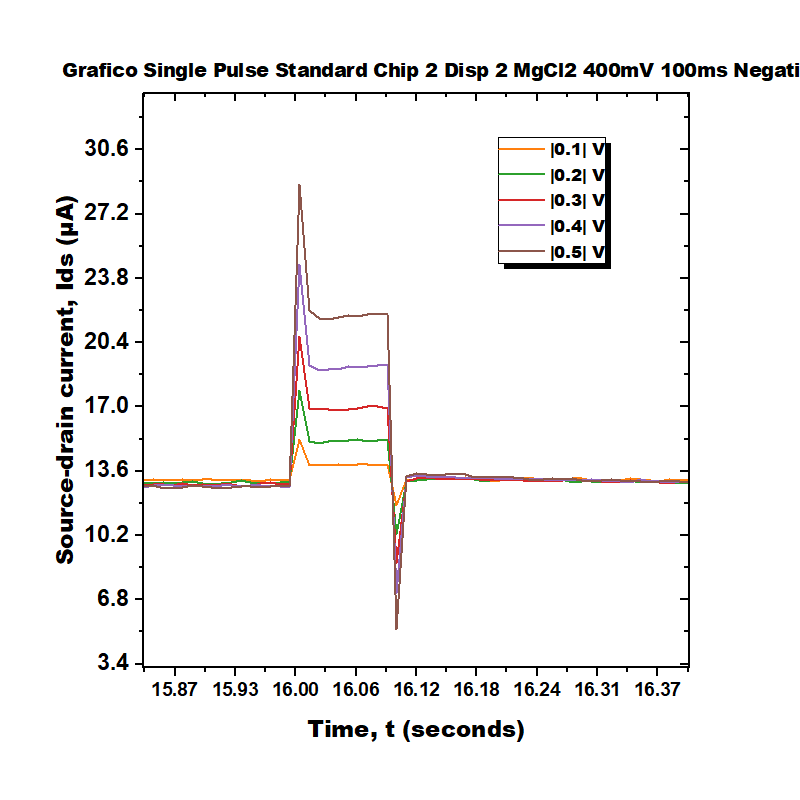 Grafico Single Pulse Standard Chip 2 Disp 2 MgCl2 400mV 100ms Negati
|0.1| V
|0.2| V
|0.3| V
|0.4| V
|0.5| V
Source-drain current, Ids (µA)
30.6
27.2
23.8
20.4
17.0
13.6
10.2
6.8
3.4
15.87 15.93 16.00 16.06 16.12 16.18 16.24 16.31 16.37
Time, t (seconds)